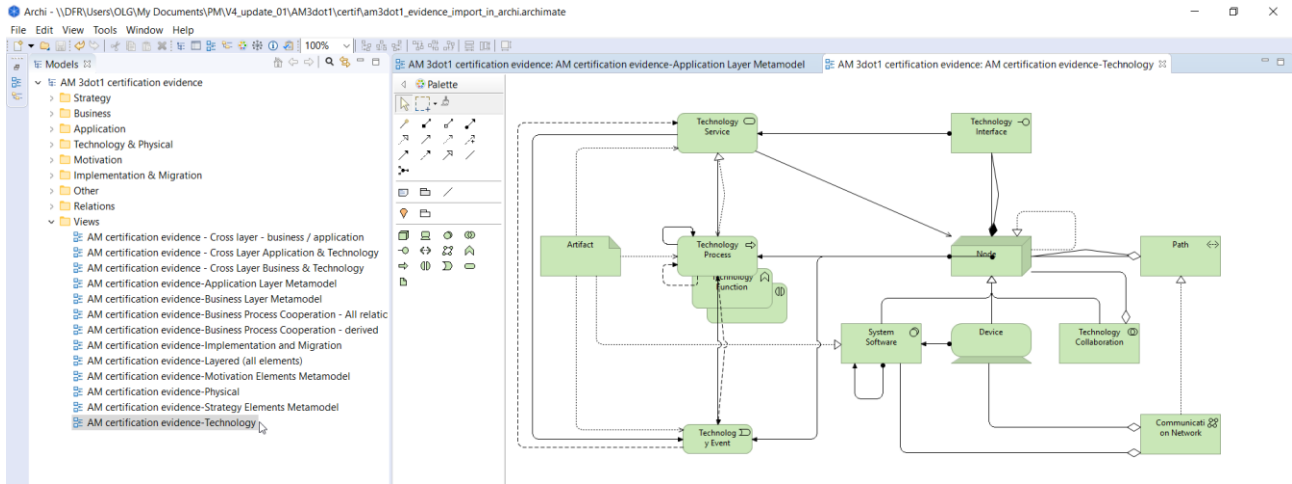 Archi - \\DFR\Users\OLG\My Documents\PM\V4_update_01\AM3dot1\certif\am3dot1_evidence_import_in_archi.archimate
File Edit View Tools Window Help
100%
Models
AM 3dot1 certification evidence
Strategy
Business
Application
Technology & Physical
Motivation
Implementation & Migration
Other
Relations
Views
AM certification evidence - Cross layer - business / application
AM certification evidence - Cross Layer Application & Technology
AM certification evidence - Cross Layer Business & Technology
AM certification evidence-Application Layer Metamodel
AM certification evidence-Business Layer Metamodel
AM certification evidence-Business Process Cooperation - All relatic
AM certification evidence-Business Process Cooperation - derived
AM certification evidence-Implementation and Migration
AM certification evidence-Layered (all elements)
AM certification evidence-Motivation Elements Metamodel
AM certification evidence-Physical
AM certification evidence-Strategy Elements Metamodel
AM certification evidence-Technology
AM 3dot1 certification evidence: AM certification evidence-Application Layer Metamodel
AM 3dot1 certification evidence: AM certification evidence-Technology
Palette
Technology
Service
Technology
Interface
Artifact
Technology
Process
Technology
Function
Node
Path
System
Software
Device
Technology
Collaboration
Technolog
y Event
Communicati
on Network